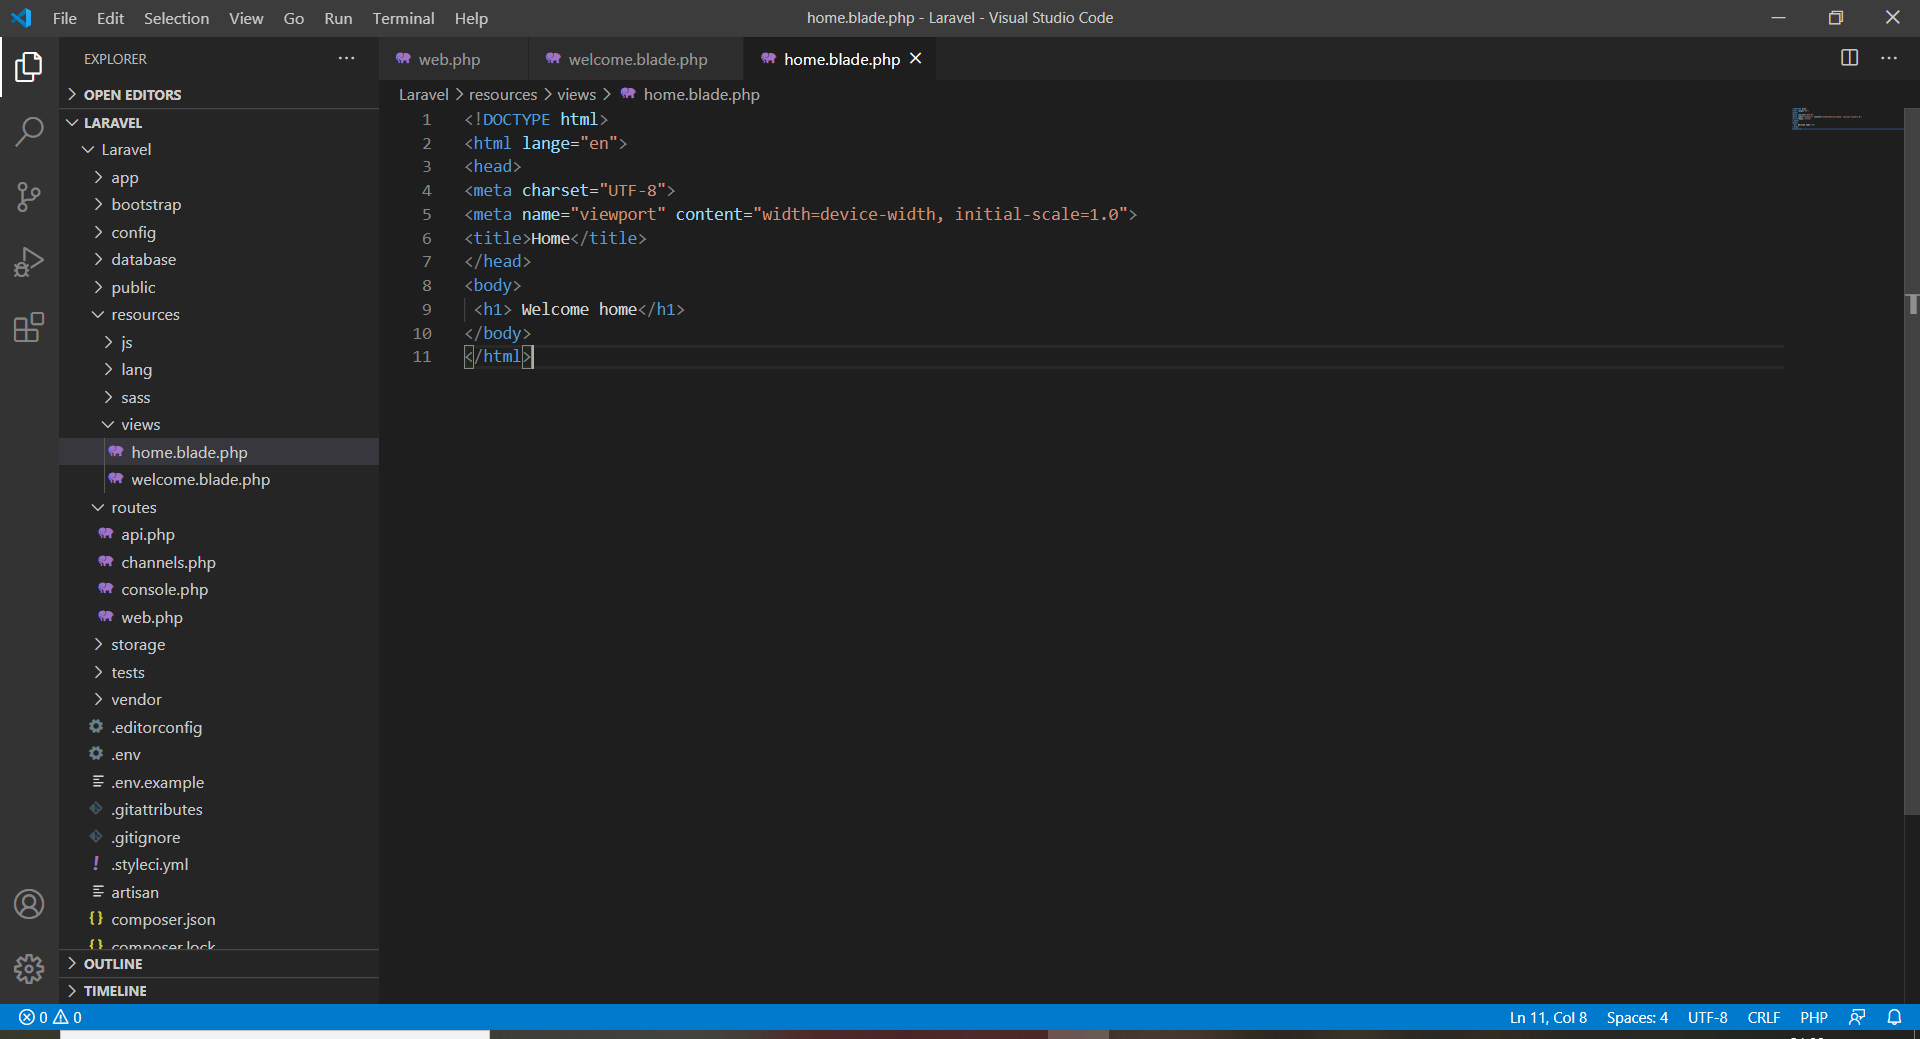 File Edit Selection View Go Run Terminal Help
home.blade.php - Laravel - Visual Studio Code
EXPLORER
OPEN EDITORS
LARAVEL
Laravel
app
bootstrap
config
database
public
resources
js
lang
sass
views
home.blade.php
welcome.blade.php
routes
api.php
channels.php
console.php
web.php
storage
tests
vendor
.editorconfig
.env
.env.example
.gitattributes
.gitignore
.styleci.yml
artisan
composer.json
composer.lock
OUTLINE
TIMELINE
web.php welcome.blade.php home.blade.php
Laravel > resources > views > home.blade.php
1 <!DOCTYPE html>
2 <html lange="en">
3 <head>
4 <meta charset="UTF-8">
5 <meta name="viewport" content="width=device-width, initial-scale=1.0">
6 <title>Home</title>
7 </head>
8 <body>
9 <h1> Welcome home</h1>
10 </body>
11 </html>
0 0
Ln 11, Col 8 Spaces: 4 UTF-8 CRLF PHP